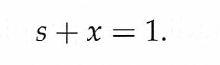 s + x = 1.